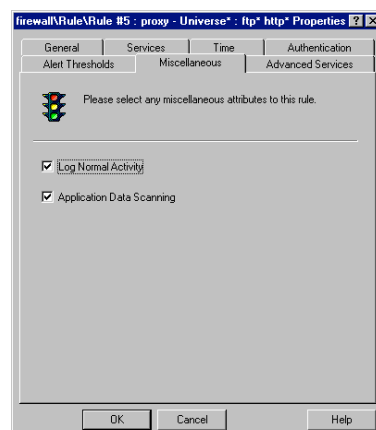 firewall\Rule\Rule #5 : proxy - Universe* : ftp* http* Properties
General Services Time Authentication
Alert Thresholds Miscellaneous Advanced Services
Please select any miscellaneous attributes to this rule.
Log Normal Activity
Application Data Scanning
OK Cancel Help